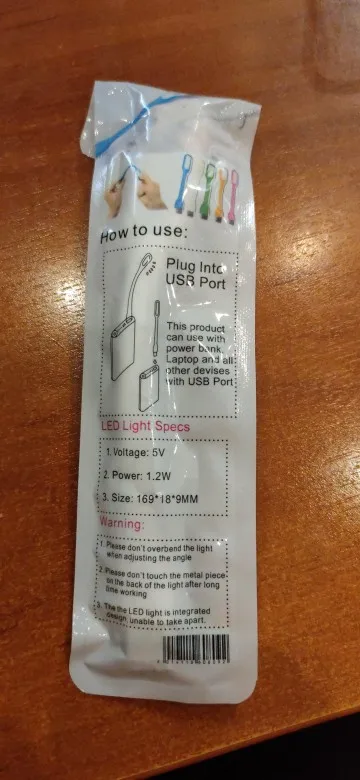 How to use:
Plug Into
USB Port
This product
can use with
power bank,
Laptop and all
other devises
with USB Port
LED Light Specs
1. Voltage: 5V
2. Power: 1.2W
3. Size: 169*18*9MM
Warning:
1. Please don't overbend the light
when adjusting the angle
2. Please don't touch the metal piece
on the back of the light after long
time working
3. The the LED light is integrated
design unable to take apart.